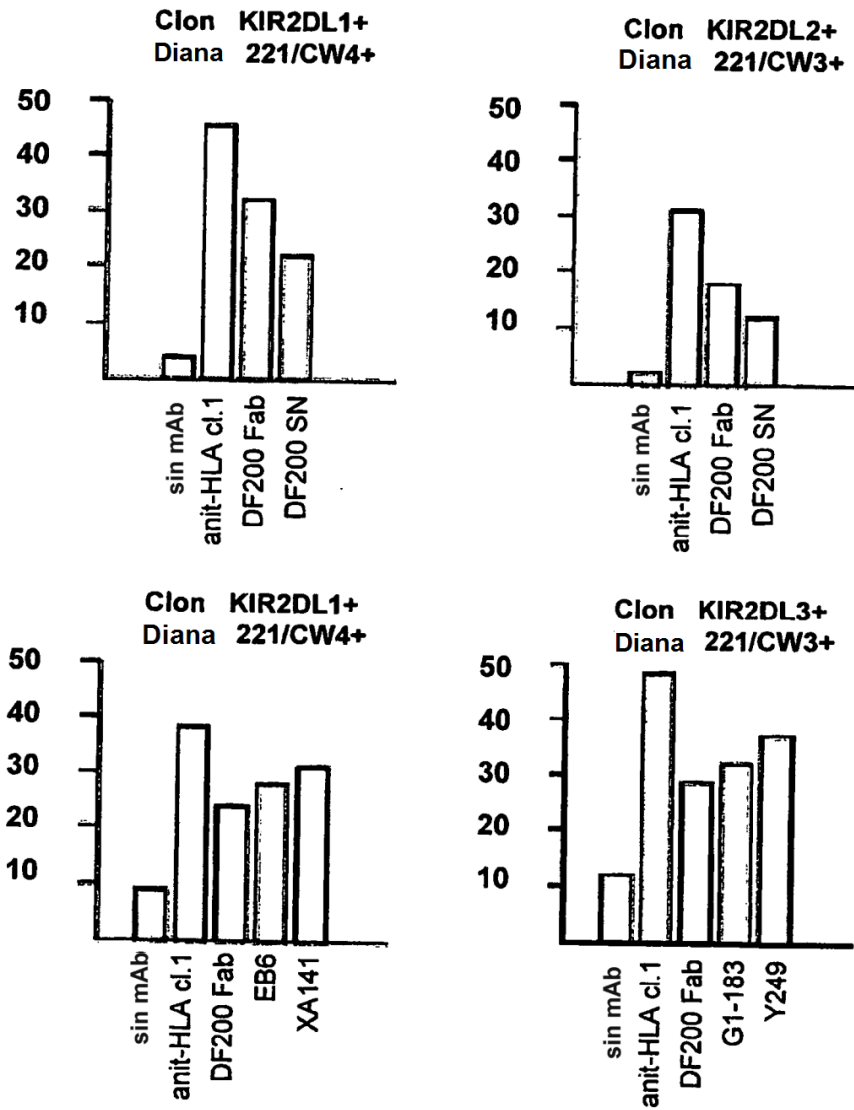 Clon KIR2DL1+
Diana 221/CW4+
50
40
30
20
10
sin mAb
anit-HLA cl.1
DF200 Fab
DF200 SN
Clon KIR2DL2+
Diana 221/CW3+
50
40
30
20
10
sin mAb
anit-HLA cl.1
DF200 Fab
DF200 SN
Clon KIR2DL1+
Diana 221/CW4+
50
40
30
20
10
sin mAb
anit-HLA cl.1
DF200 Fab
EB6
XA141
Clon KIR2DL3+
Diana 221/CW3+
50
40
30
20
10
sin mAb
anit-HLA cl.1
DF200 Fab
G1-183
Y249